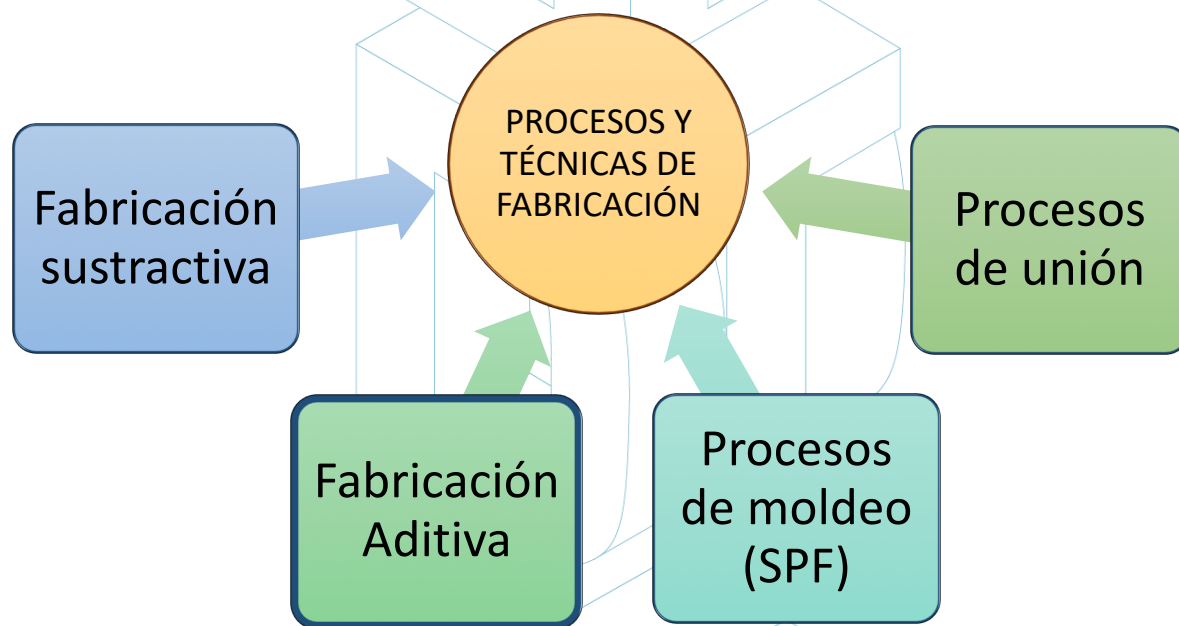 PROCESOS Y
TÉCNICAS DE
FABRICACIÓN
Fabricación
sustractiva
Procesos
de unión
Fabricación
Aditiva
Procesos
de moldeo
(SPF)